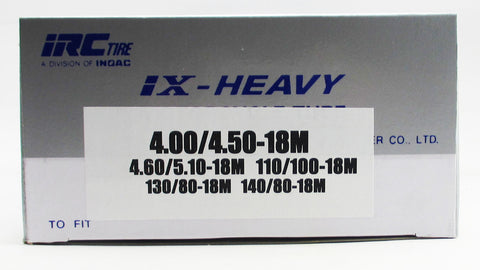 iRC TIRE
A DIVISION OF INOAC
iX-HEAVY
4.00/4.50-18M
CO., LTD.
4.60/5.10-18M 110/100-18M
130/80-18M 140/80-18M
TO FIT